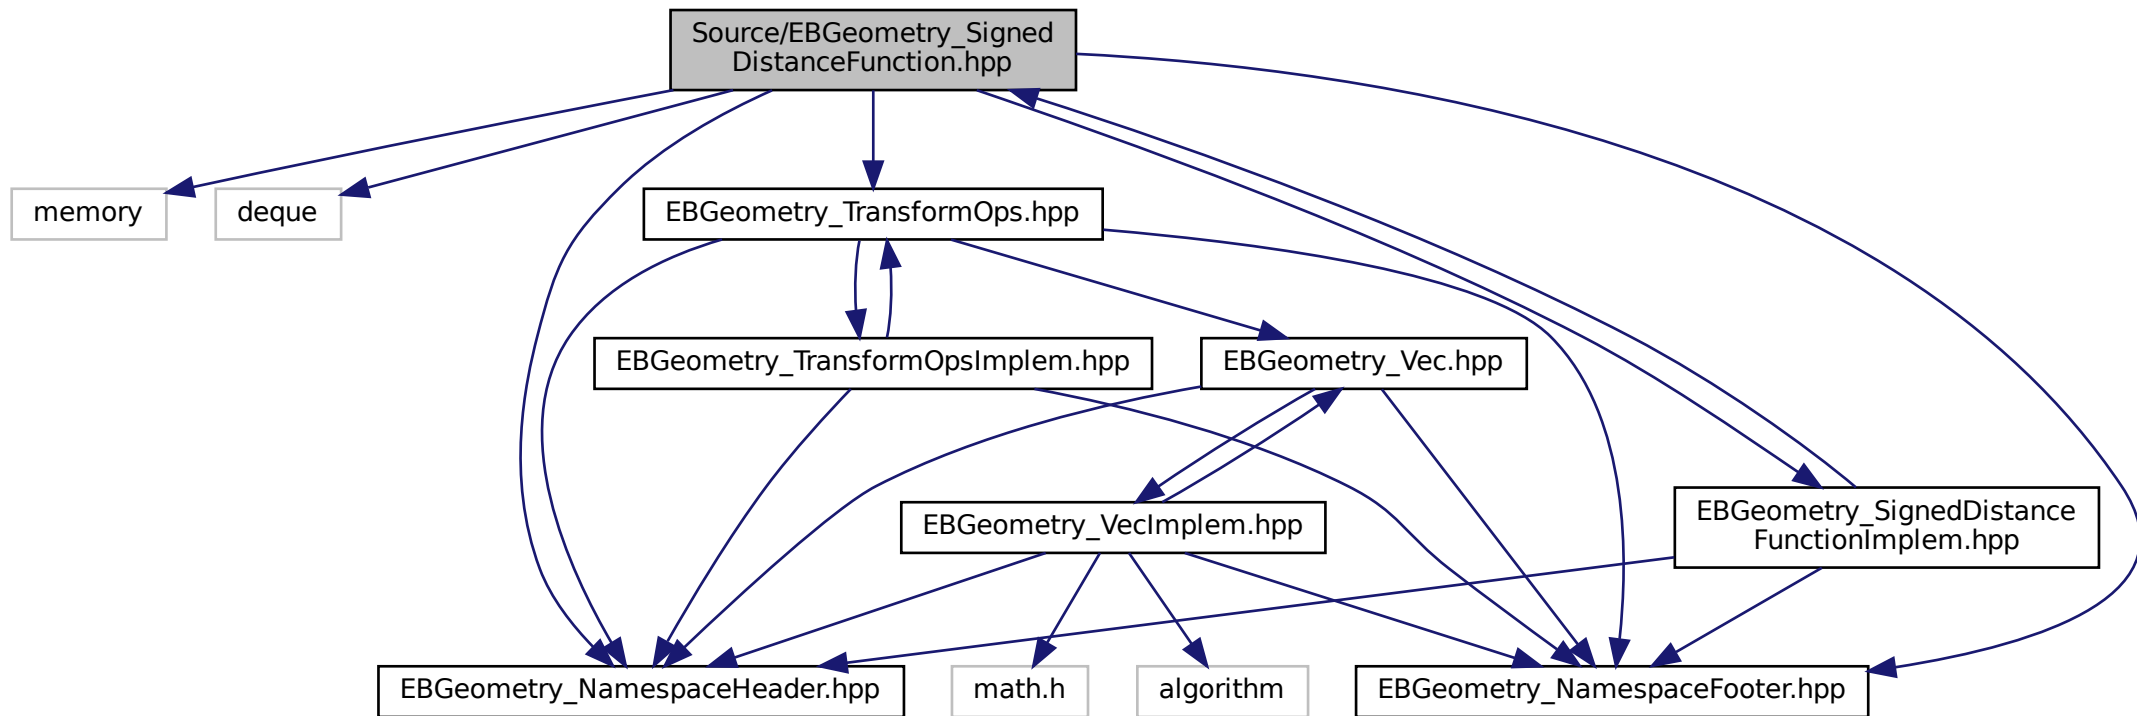 Source/EBGeometry_Signed
DistanceFunction.hpp
memory
deque
EBGeometry_TransformOps.hpp
EBGeometry_TransformOpsImplem.hpp
EBGeometry_Vec.hpp
EBGeometry_VecImplem.hpp
EBGeometry_SignedDistance
FunctionImplem.hpp
EBGeometry_NamespaceHeader.hpp
math.h
algorithm
EBGeometry_NamespaceFooter.hpp